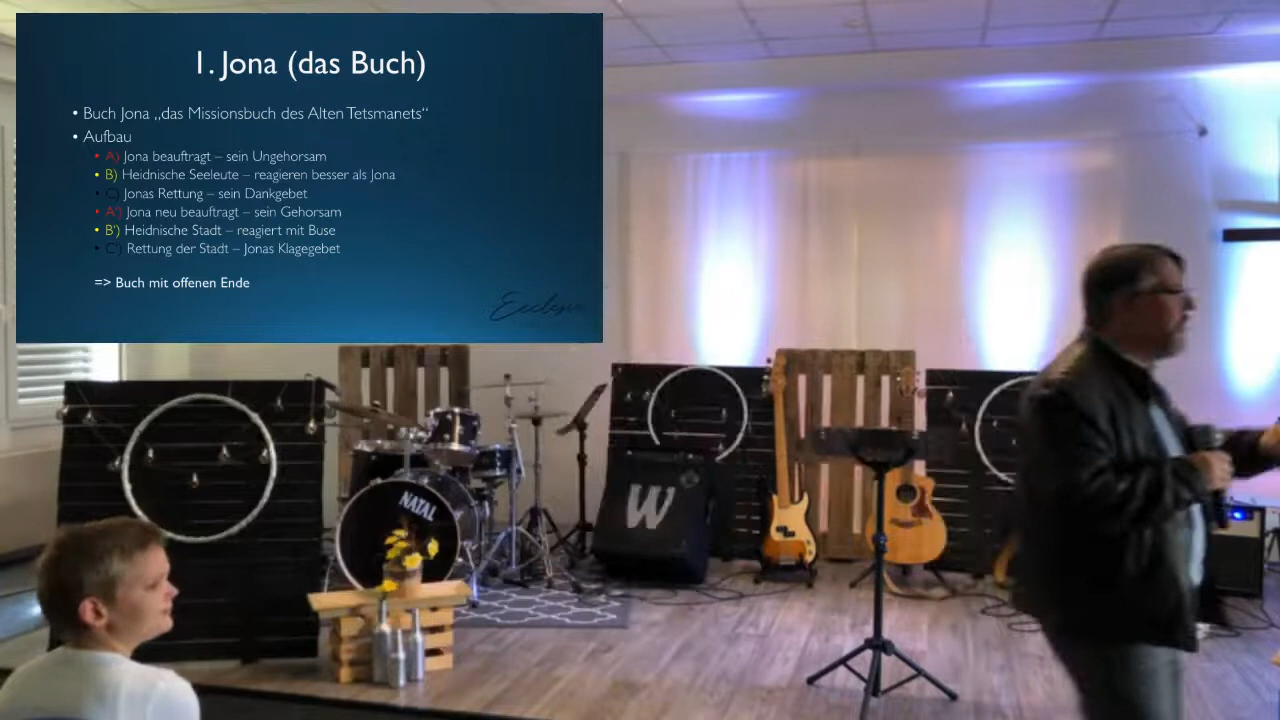 1. Jona (das Buch)
• Buch Jona „das Missionsbuch des Alten Tetsmanets“
• Aufbau
• A) Jona beauftragt – sein Ungehorsam
• B) Heidnische Seeleute – reagieren besser als Jona
• C) Jonas Rettung – sein Dankgebet
• A') Jona neu beauftragt – sein Gehorsam
• B') Heidnische Stadt – reagiert mit Buse
• C') Rettung der Stadt – Jonas Klagegebet
=> Buch mit offenen Ende
NATAL
W